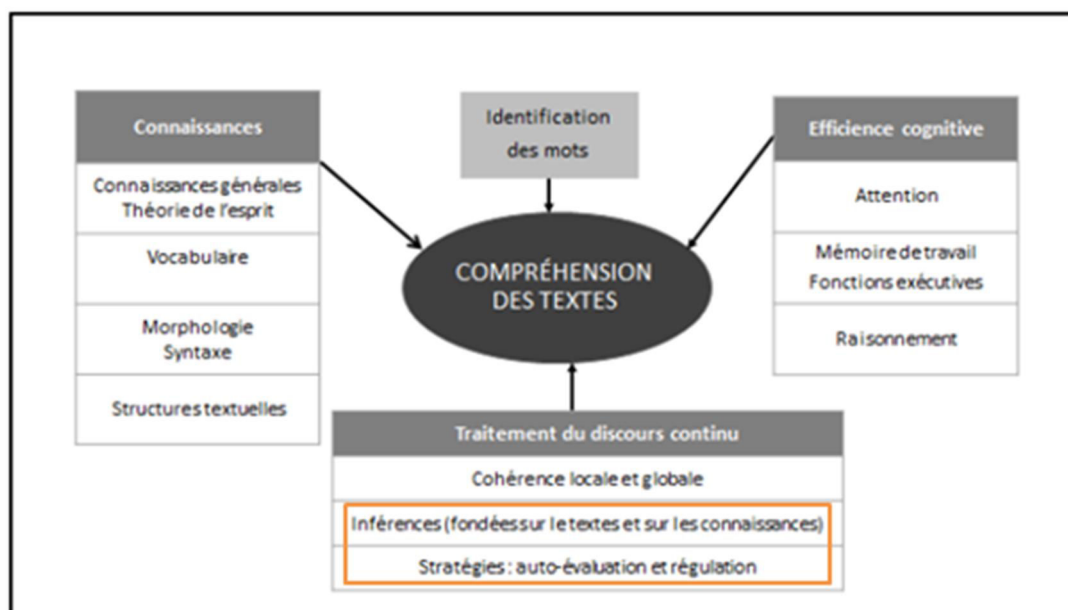 Connaissances
Connaissances générales
Théorie de l'esprit
Vocabulaire
Morphologie
Syntaxe
Structures textuelles
Identification
des mots
COMPRÉHENSION
DES TEXTES
Efficience cognitive
Attention
Mémoire de travail
Fonctions exécutives
Raisonnement
Traitement du discours continu
Cohérence locale et globale
Inférences (fondées sur le textes et sur les connaissances)
Stratégies : auto-évaluation et régulation